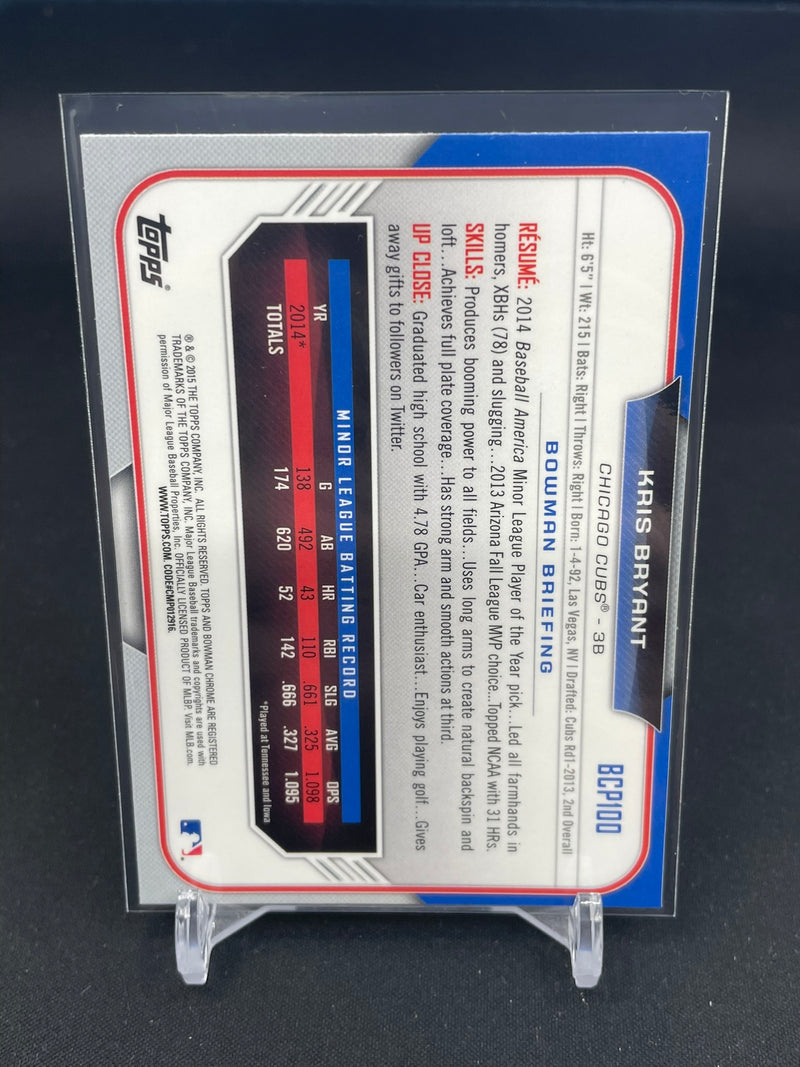 BCP100
KRIS BRYANT
CHICAGO CUBS® - 3B
Ht: 6'5" | Wt: 215 | Bats: Right | Throws: Right | Born: 1-4-92, Las Vegas, NV | Drafted: Cubs Rd1-2013, 2nd Overall
BOWMAN BRIEFING
RÉSUMÉ: 2014 Baseball America Minor League Player of the Year pick...Led all farmhands in
homers, XBHs (78) and slugging...2013 Arizona Fall League MVP choice...Topped NCAA with 31 HRs.
SKILLS: Produces booming power to all fields...Uses long arms to create natural backspin and
loft...Achieves full plate coverage...Has strong arm and smooth actions at third.
UP CLOSE: Graduated high school with 4.78 GPA...Car enthusiast...Enjoys playing golf...Gives
away gifts to followers on Twitter.
MINOR LEAGUE BATTING RECORD
YR G AB HR RBI SLG AVG OPS
2014* 138 492 43 110 .661 .325 1.098
TOTALS 174 620 52 142 .666 .327 1.095
*Played at Tennessee and Iowa
topps®
® & © 2015 THE TOPPS COMPANY, INC. ALL RIGHTS RESERVED. TOPPS AND BOWMAN CHROME ARE REGISTERED
TRADEMARKS OF THE TOPPS COMPANY, INC. Major League Baseball trademarks and copyrights are used with
permission of Major League Baseball Properties, Inc. OFFICIALLY LICENSED PRODUCT OF MLBP. Visit MLB.com.
WWW.TOPPS.COM. CODE#CMP012916.